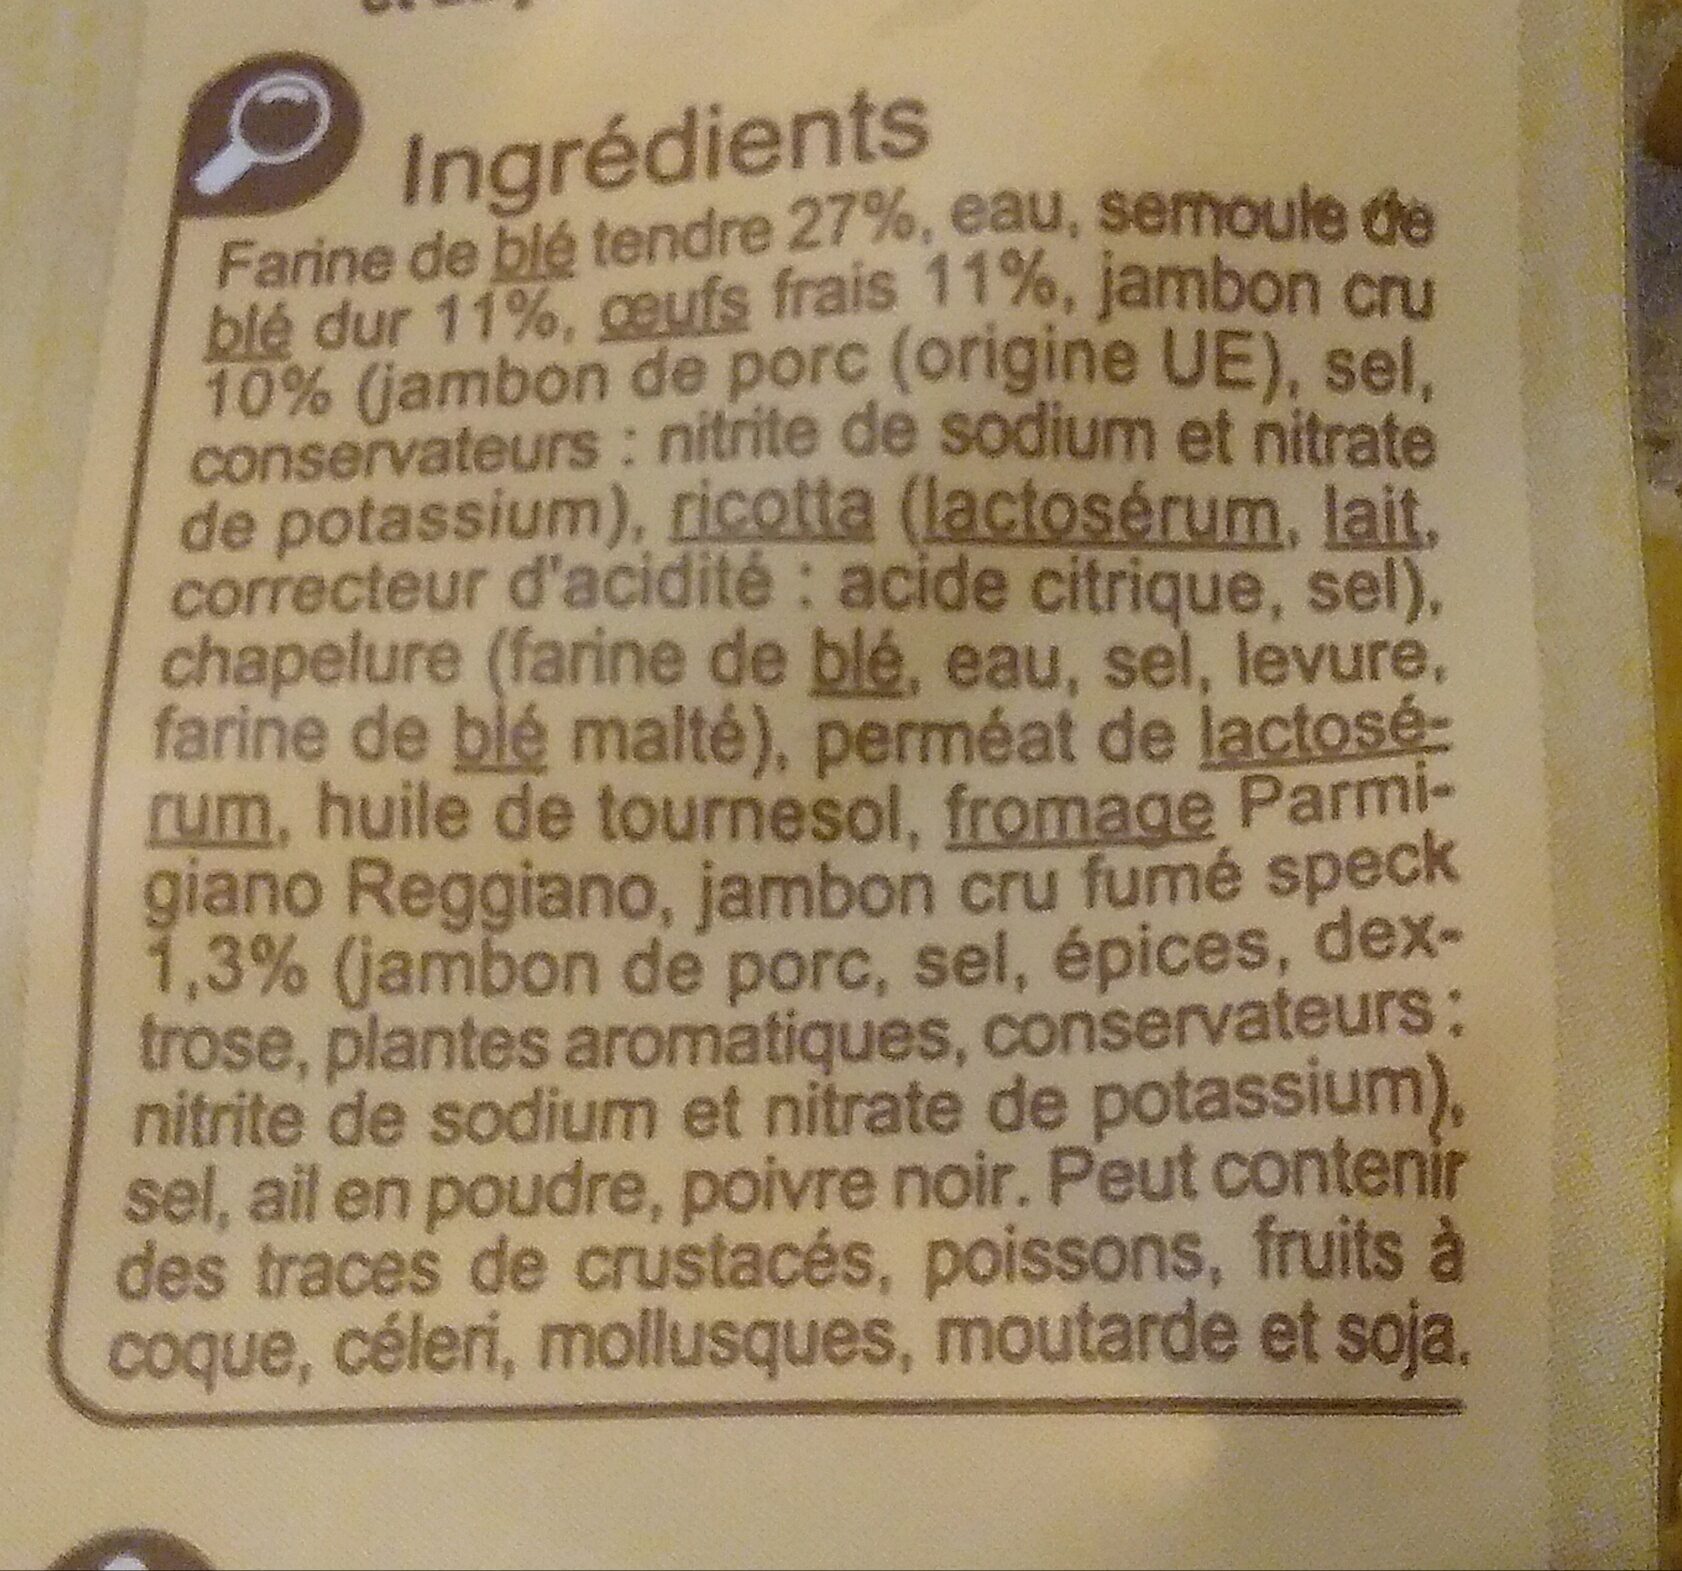 Ingrédients
Farine de blé tendre 27%, eau, semoule de
blé dur 11%, œufs frais 11%, jambon cru
10% (jambon de porc (origine UE), sel,
conservateurs : nitrite de sodium et nitrate
de potassium), ricotta (lactosérum, lait,
correcteur d'acidité : acide citrique, sel),
chapelure (farine de blé, eau, sel, levure,
farine de blé malté), perméat de lactosé-
rum, huile de tournesol, fromage Parmi-
giano Reggiano, jambon cru fumé speck
1,3% (jambon de porc, sel, épices, dex-
trose, plantes aromatiques, conservateurs :
nitrite de sodium et nitrate de potassium),
sel, ail en poudre, poivre noir. Peut contenir
des traces de crustacés, poissons, fruits à
coque, céleri, mollusques, moutarde et soja.